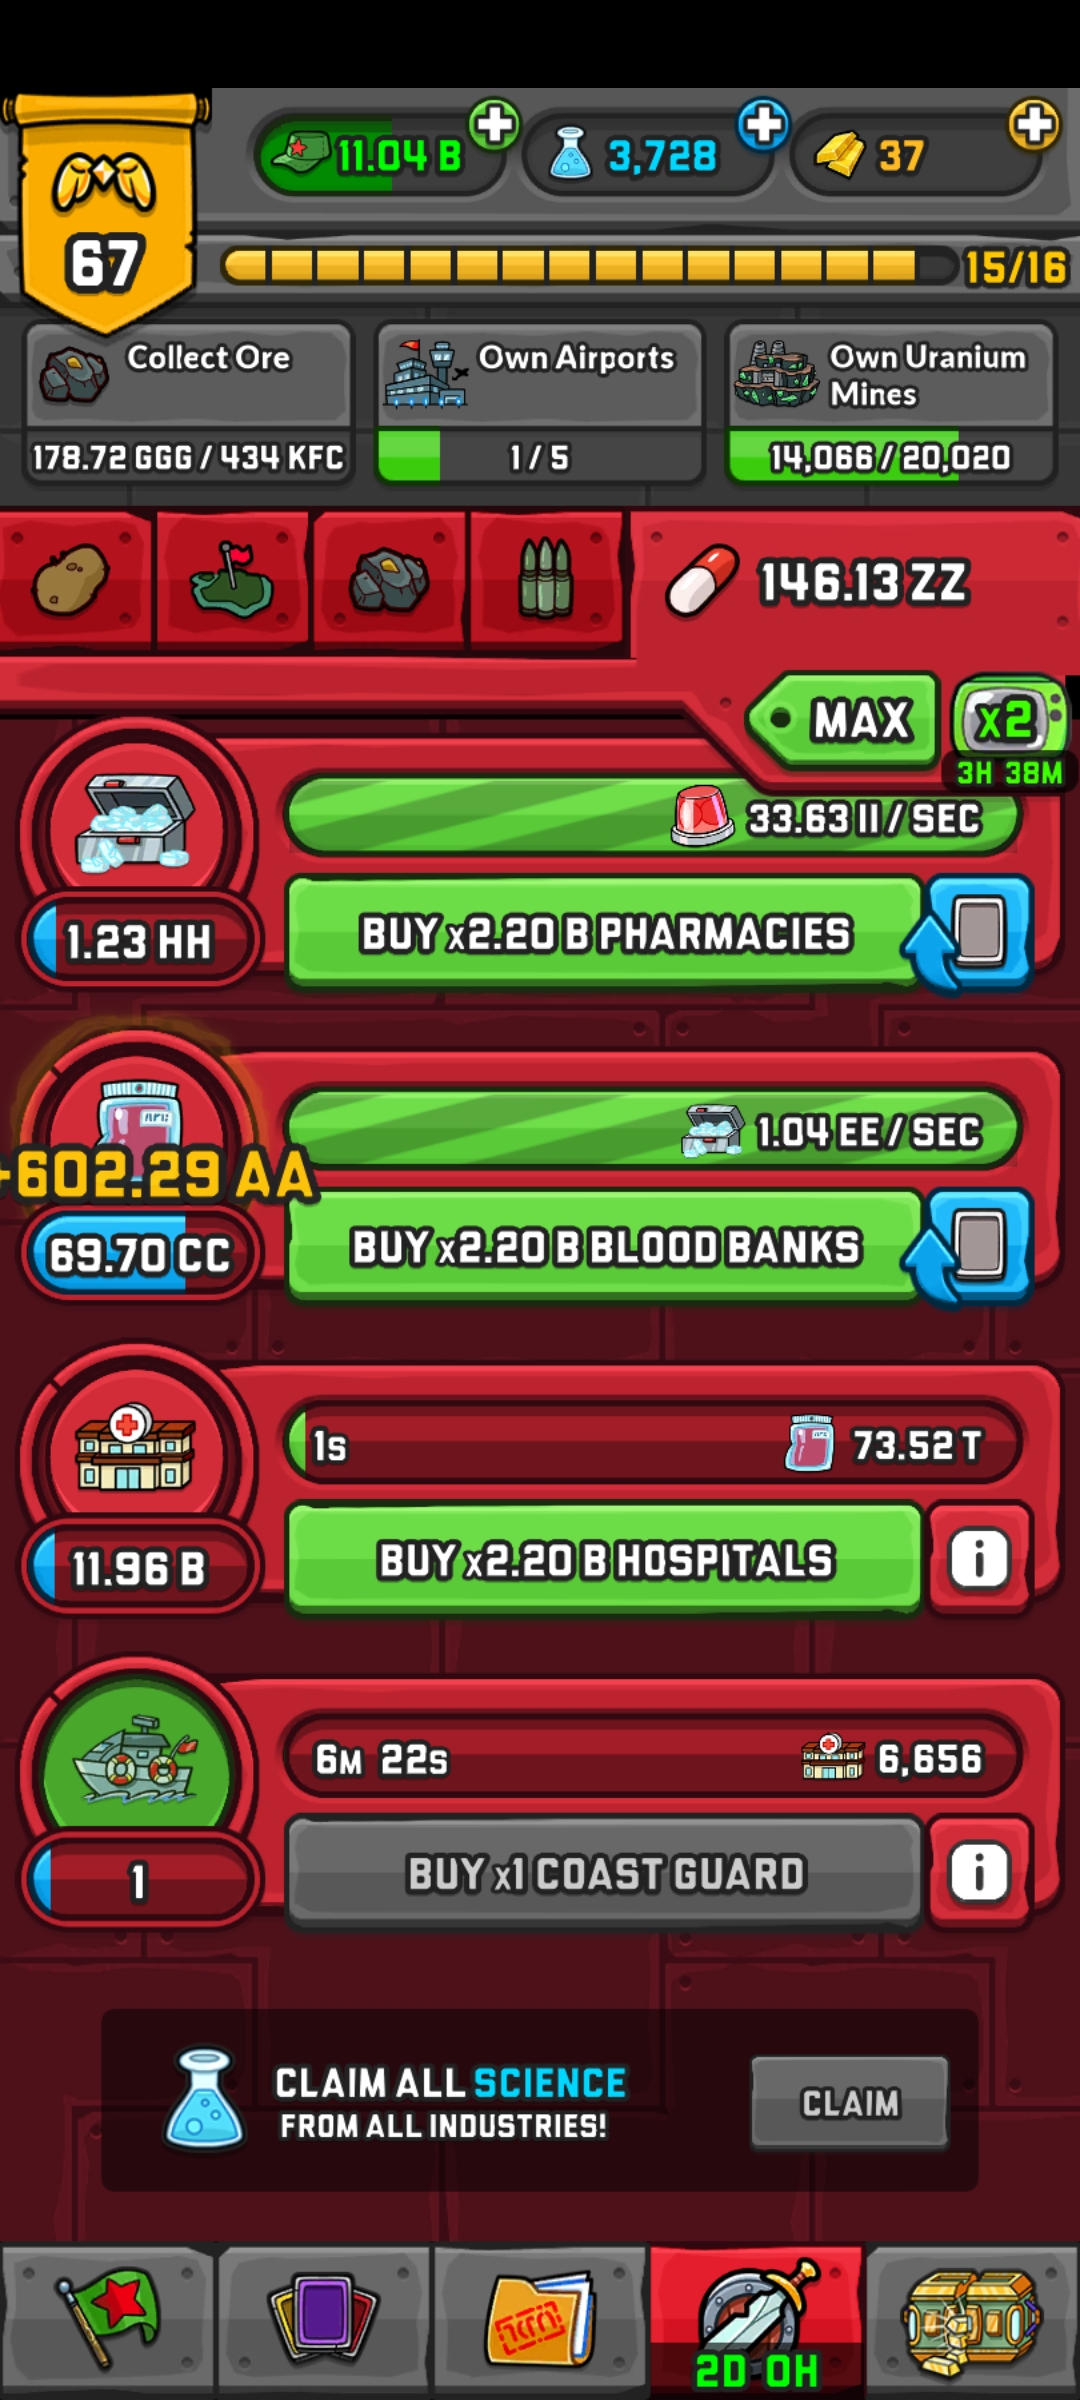 67
11.04 B
3,728
37
15/16
Collect Ore
178.72 GGG / 434 KFC
Own Airports
1 / 5
Own Uranium
Mines
14,066 / 20,020
146.13 ZZ
MAX
x2
3H 38M
33.63 II / SEC
1.23 HH
BUY x2.20 B PHARMACIES
1.04 EE / SEC
+602.29 AA
69.70 CC
BUY x2.20 B BLOOD BANKS
1s
73.52 T
11.96 B
BUY x2.20 B HOSPITALS
i
6M 22s
6,656
1
BUY x1 COAST GUARD
i
CLAIM ALL SCIENCE
FROM ALL INDUSTRIES!
CLAIM
2D 0H